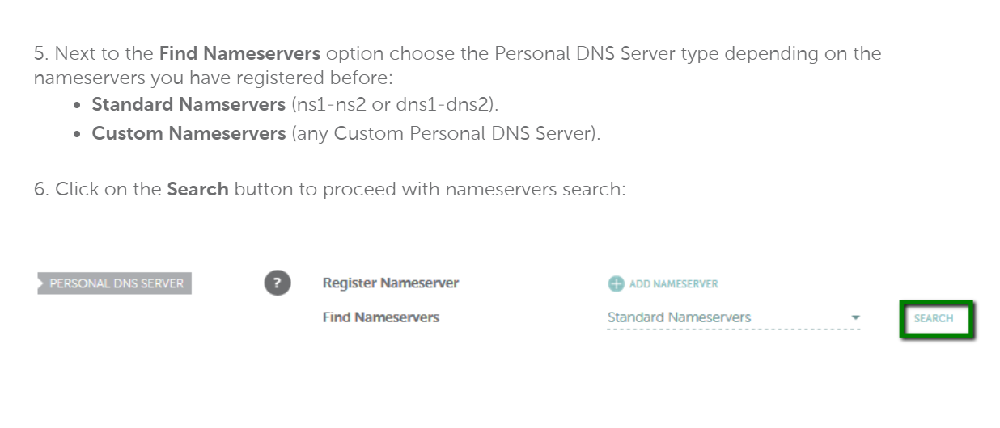 5. Next to the Find Nameservers option choose the Personal DNS Server type depending on the
nameservers you have registered before:
• Standard Namservers (ns1-ns2 or dns1-dns2).
• Custom Nameservers (any Custom Personal DNS Server).
6. Click on the Search button to proceed with nameservers search:
PERSONAL DNS SERVER ? Register Nameserver + ADD NAMESERVER
Find Nameservers Standard Nameservers SEARCH